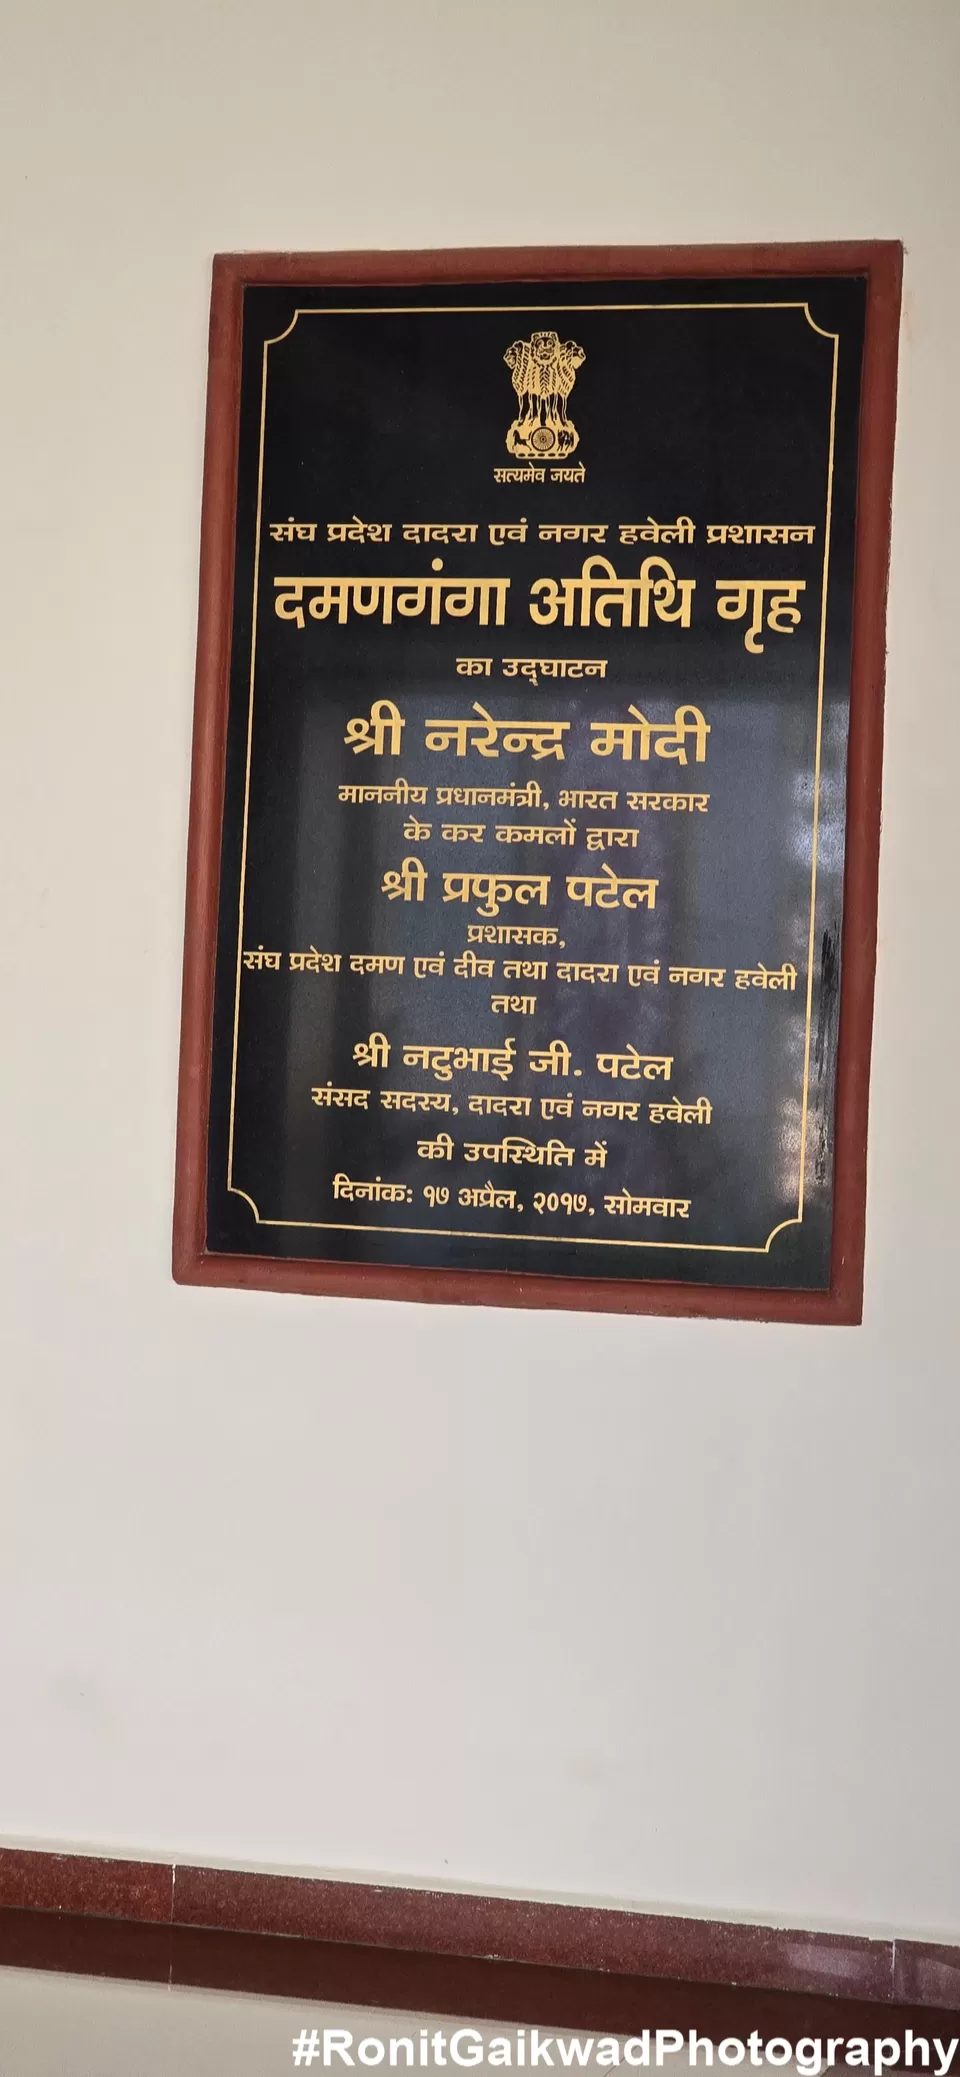 सत्यमेव जयते
संघ प्रदेश दादरा एवं नगर हवेली प्रशासन
दमणगंगा अतिथि गृह
का उद्घाटन
श्री नरेन्द्र मोदी
माननीय प्रधानमंत्री, भारत सरकार
के कर कमलों द्वारा
श्री प्रफुल पटेल
प्रशासक,
संघ प्रदेश दमण एवं दीव तथा दादरा एवं नगर हवेली
तथा
श्री नटुभाई जी. पटेल
संसद सदस्य, दादरा एवं नगर हवेली
की उपस्थिति में
दिनांक: १७ अप्रैल, २०१७, सोमवार
#RonitGaikwadPhotography